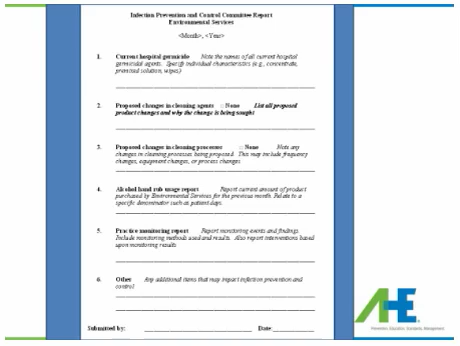 Infection Prevention and Control Committee Report
Environmental Services
<Month>, <Year>
1. Current hospital germicide Note the names of all current hospital
germicidal agents. Specify individual characteristics (e.g., concentrate,
premixed solution, wipes)
2. Proposed changes in cleaning agents □ None List all proposed
product changes and why the change is being sought
3. Proposed changes in cleaning processes □ None Note any
changes in cleaning processes being proposed. This may include frequency
changes, equipment changes, or process changes
4. Alcohol hand rub usage report Report current amount of product
purchased by Environmental Services for the previous month. Relate to a
specific denominator such as patient days.
5. Practice monitoring report Report monitoring events and findings.
Include monitoring methods used and results. Also report interventions based
upon monitoring results
6. Other Any additional items that may impact infection prevention and
control
Submitted by: Date:
AHE
Prevention. Education. Standards. Management.